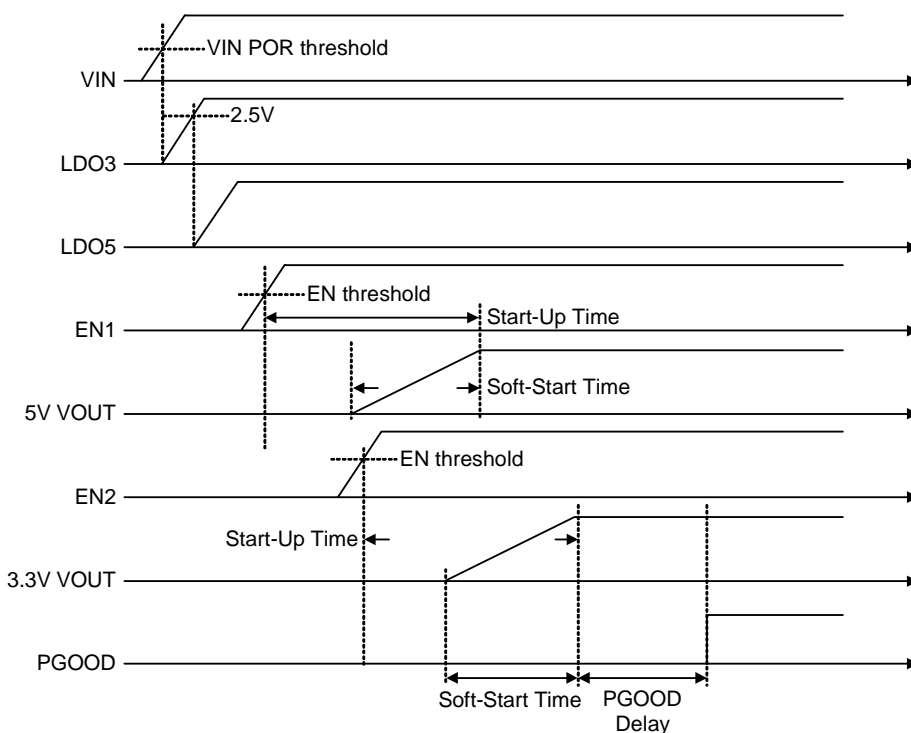 VIN POR threshold
VIN
2.5V
LDO3
LDO5
EN threshold
Start-Up Time
EN1
Soft-Start Time
5V VOUT
EN threshold
EN2
Start-Up Time
3.3V VOUT
PGOOD
Soft-Start Time
PGOOD
Delay